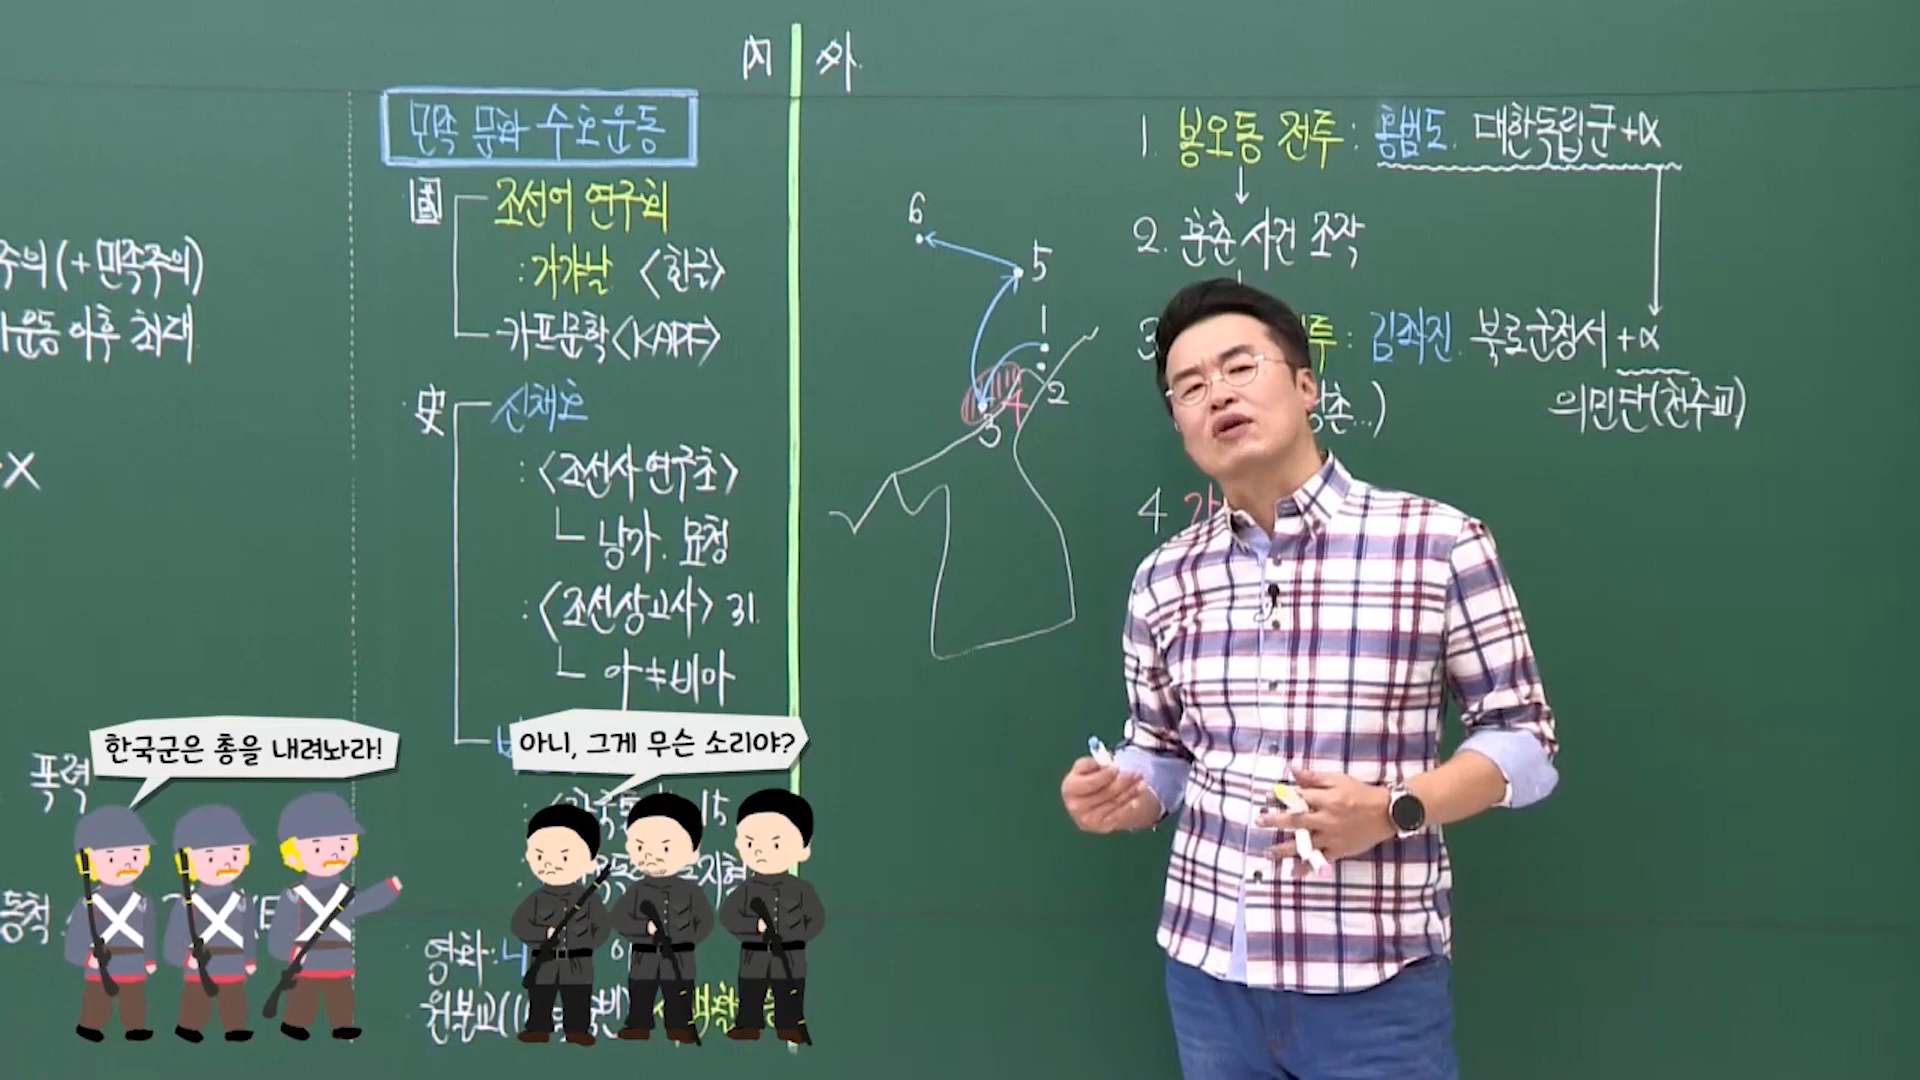 內 外
민족 문화 수호운동
國 조선어 연구회
: 가갸날 <한글>
카프문학 <KAPF>
史 신채호
: <조선사연구초>
낭가. 묘청
: <조선상고사> 31.
아≠비아
15
영화:
원불교(
주의(+민족주의)
운동 이후 최대
X
폭력
동척
한국군은 총을 내려놔라!
아니, 그게 무슨 소리야?
6
5
1
2
4
3
1. 봉오동 전투 : 홍범도. 대한독립군+α
2. 훈춘사건 조작
3 투 : 김좌진. 북로군정서+α
촌...) 의민단(천주교)
4